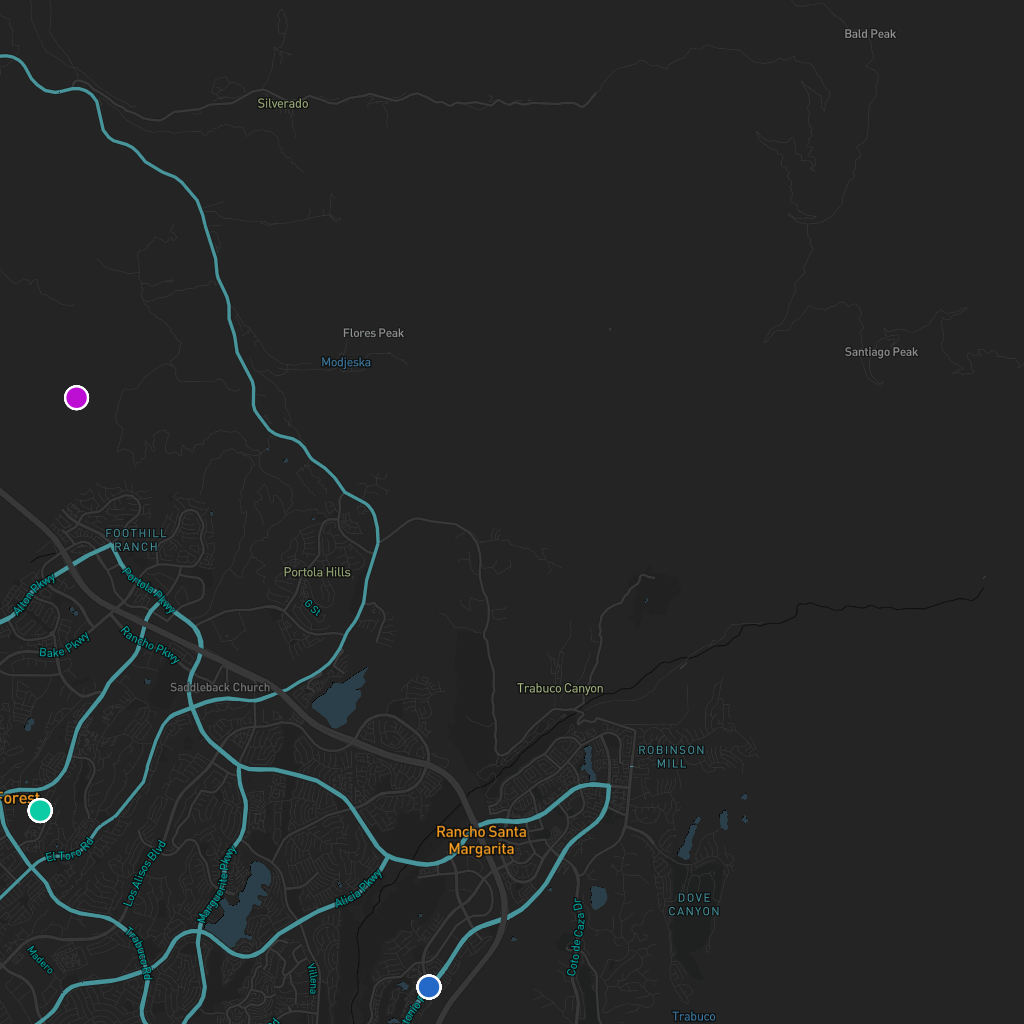 Bald Peak
Silverado
Flores Peak
Santiago Peak
Modjeska
FOOTHILL
RANCH
Portola Hills
Alton Pkwy
Portola Pkwy
G St
Rancho Pkwy
Bake Pkwy
Saddleback Church
Trabuco Canyon
ROBINSON
MILL
Forest
Rancho Santa
Margarita
El Toro Rd
Los Alisos Blvd
Marguerite Pkwy
Alicia Pkwy
DOVE
CANYON
Coto de Caza Dr
Trabuco Rd
Madero
Villena
Trabuco